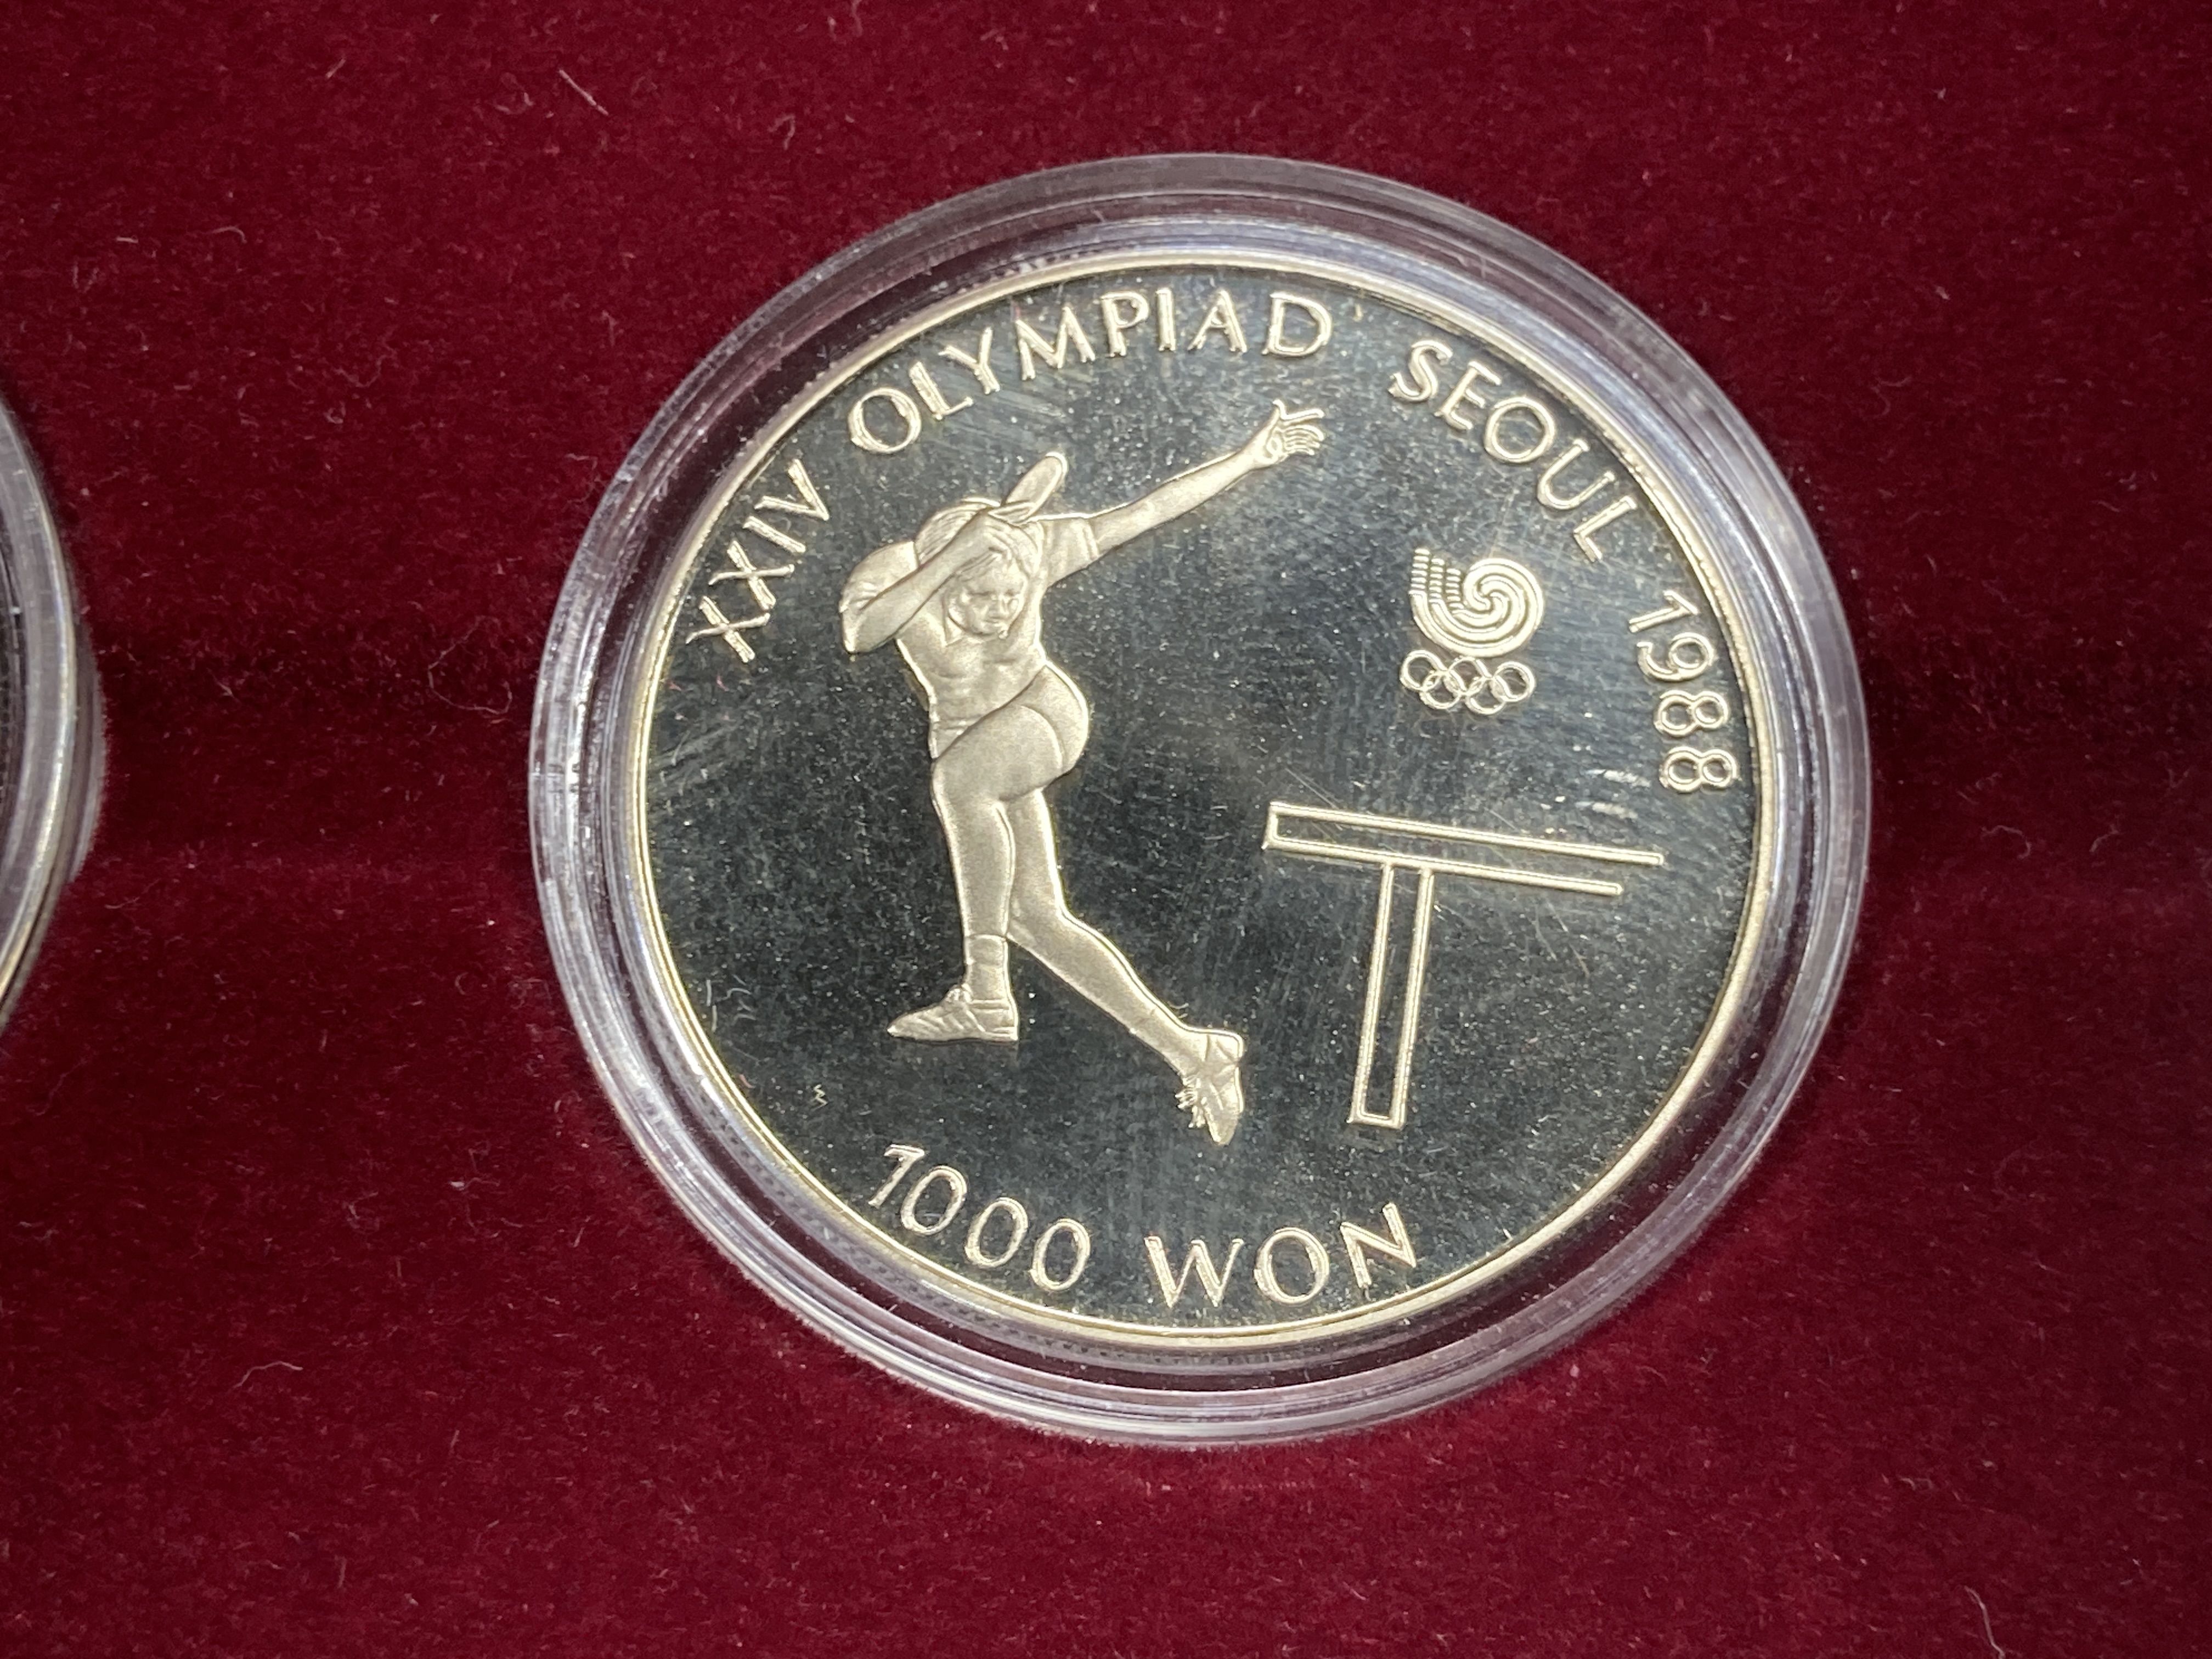 XXIV OLYMPIAD SEOUL 1988
1000 WON